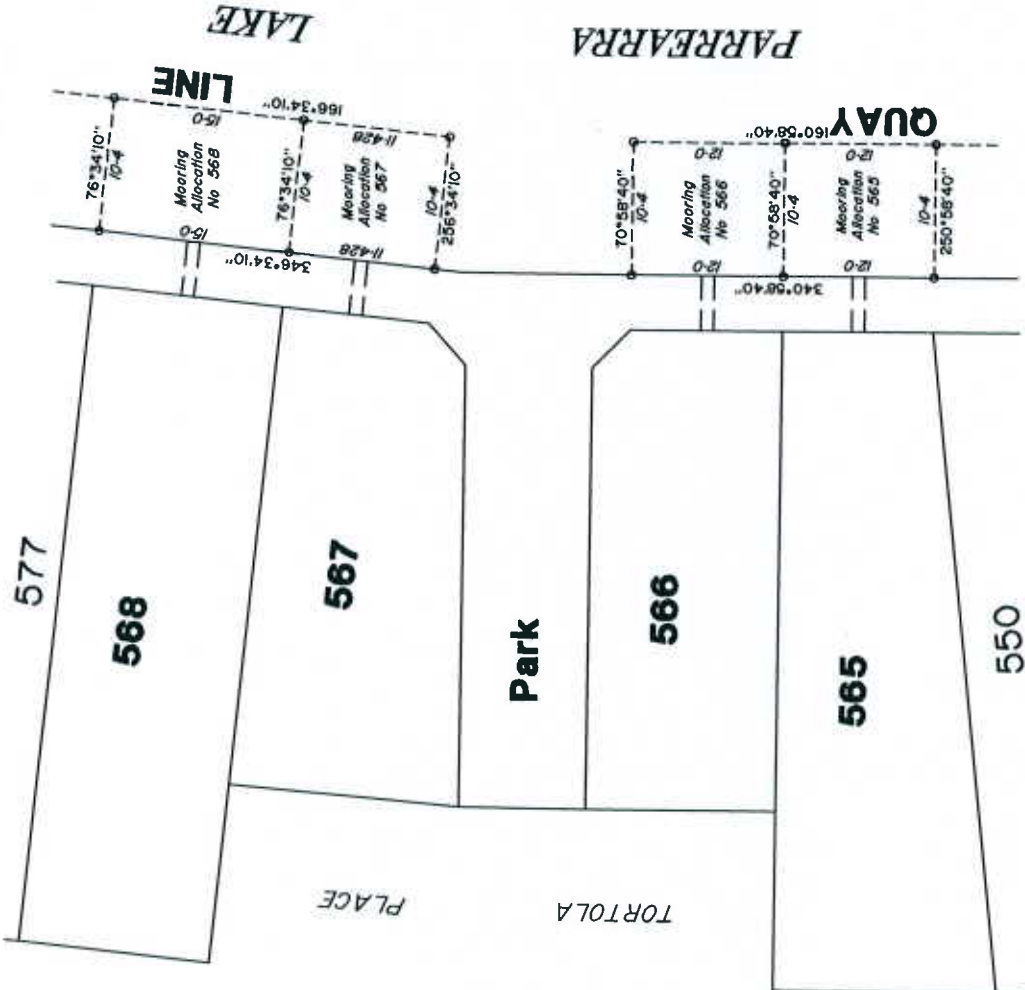 LAKE
PARREARRA
LINE
166°34'10"
15-0
11-428
QUAY
160°58'40"
12-0
12-0
76°34'10"
10-4
Mooring
Allocation
No 568
76°34'10"
10-4
Mooring
Allocation
No 567
10-4
256°34'10"
70°58'40"
10-4
Mooring
Allocation
No 566
70°58'40"
10-4
Mooring
Allocation
No 565
10-4
250°58'40"
15-0
346°34'10"
11-428
12-0
340°58'40"
12-0
577
568
567
Park
566
565
550
PLACE
TORTOLA